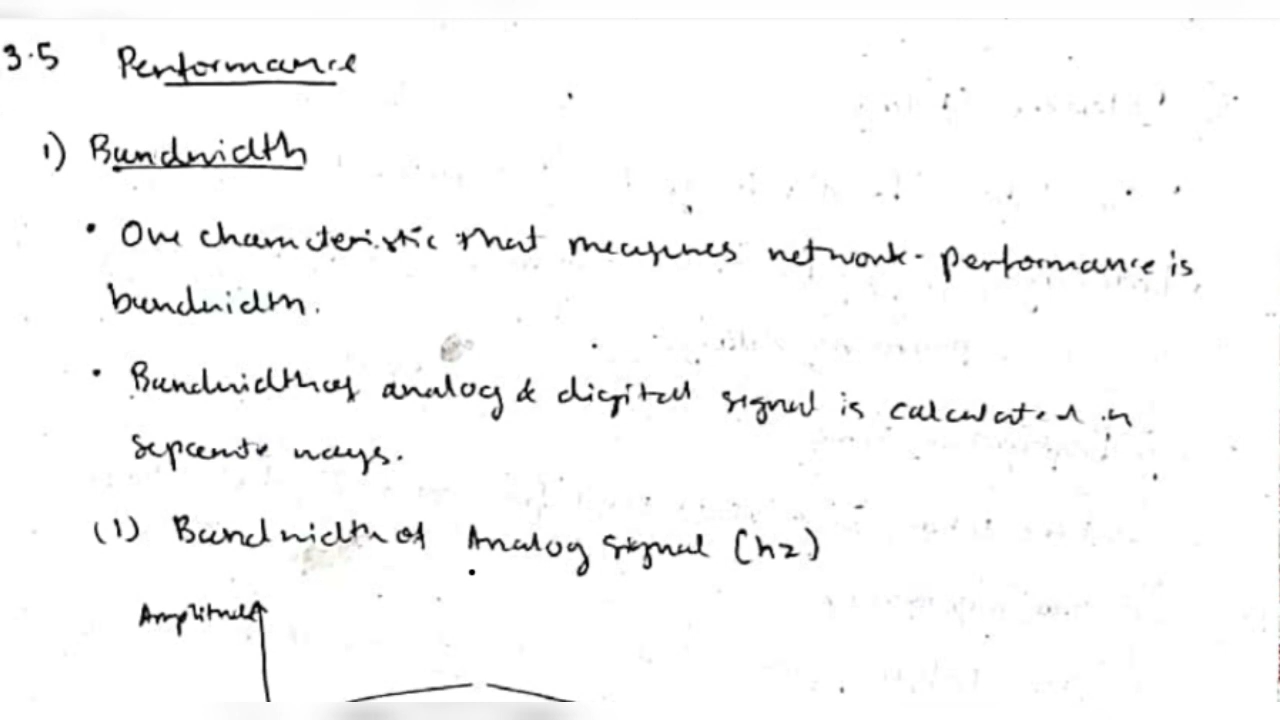 3.5 Performance
1) Bandwidth
• One characteristic that measures network performance is
bandwidth.
• Bandwidth of analog & digital signal is calculated in
separate ways.
(1) Bandwidth of Analog signal (hz)
Amplitude